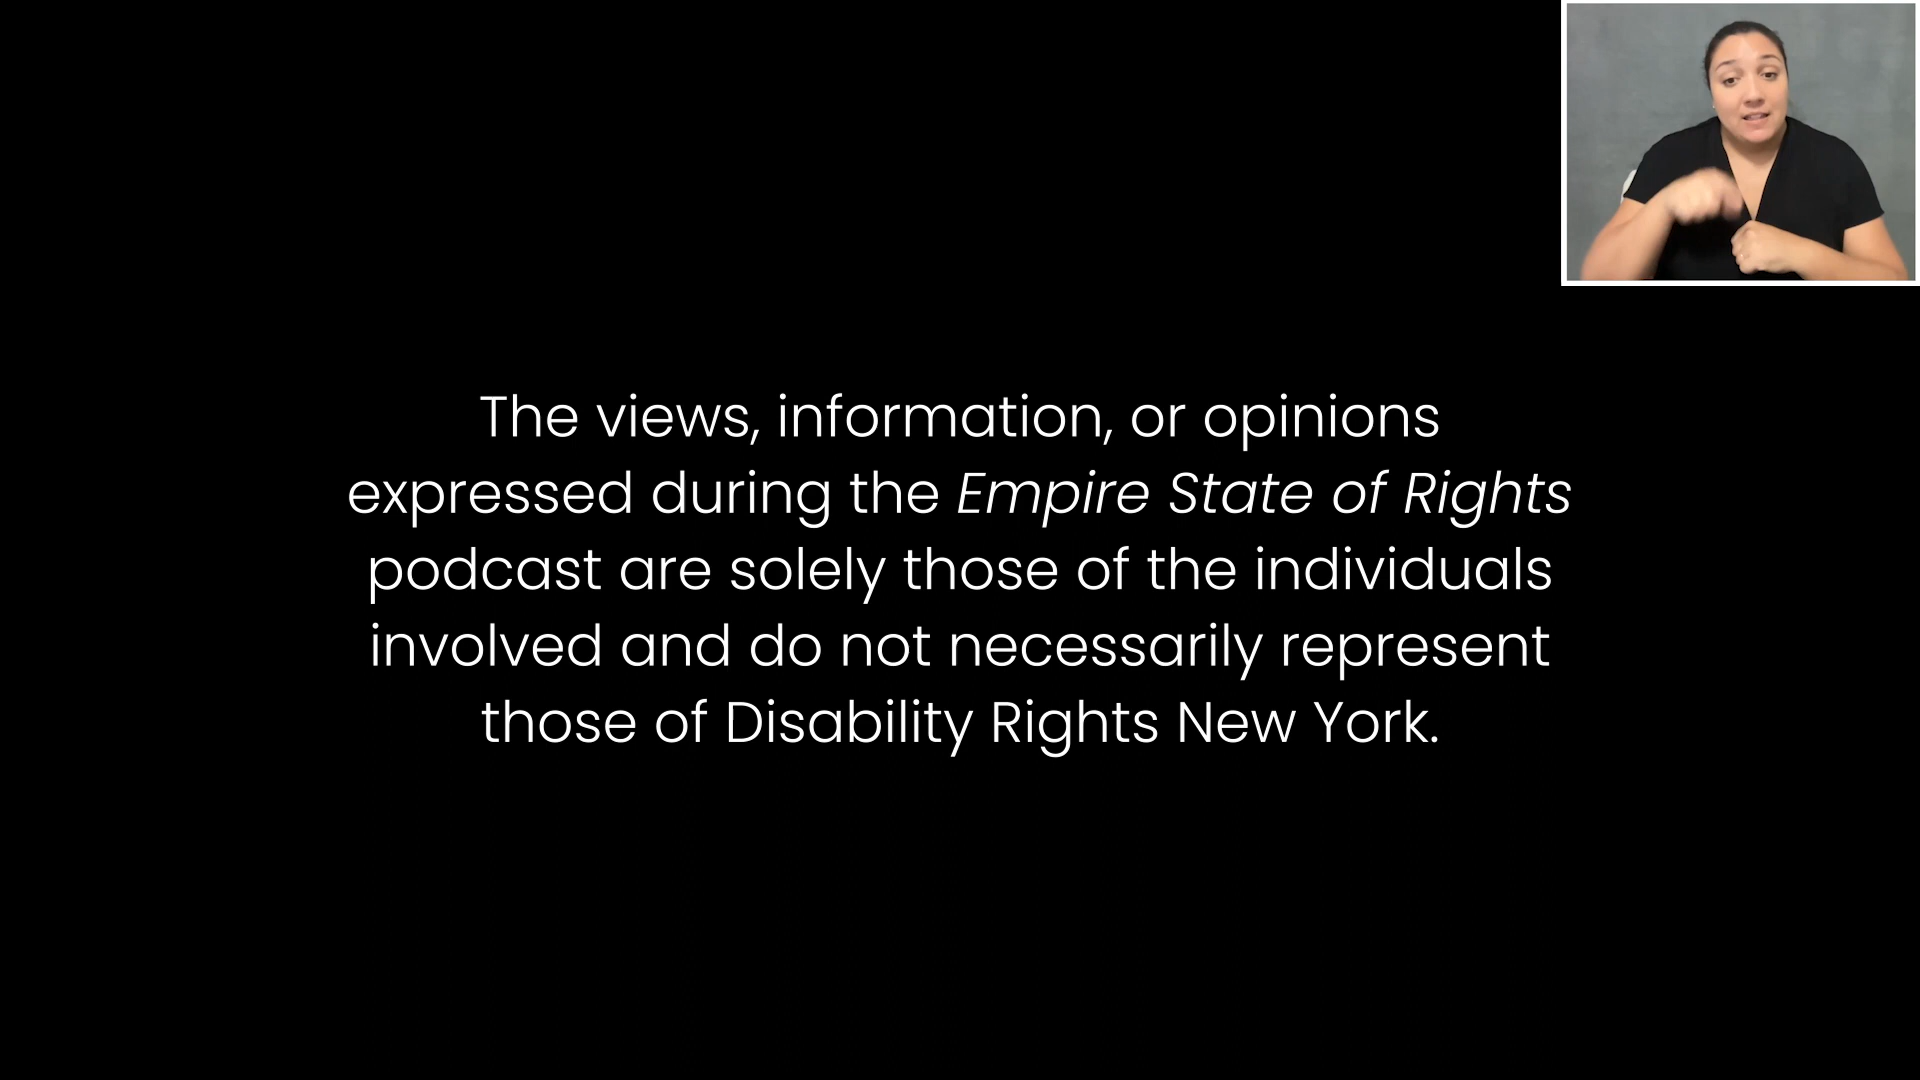 The views, information, or opinions
expressed during the Empire State of Rights
podcast are solely those of the individuals
involved and do not necessarily represent
those of Disability Rights New York.